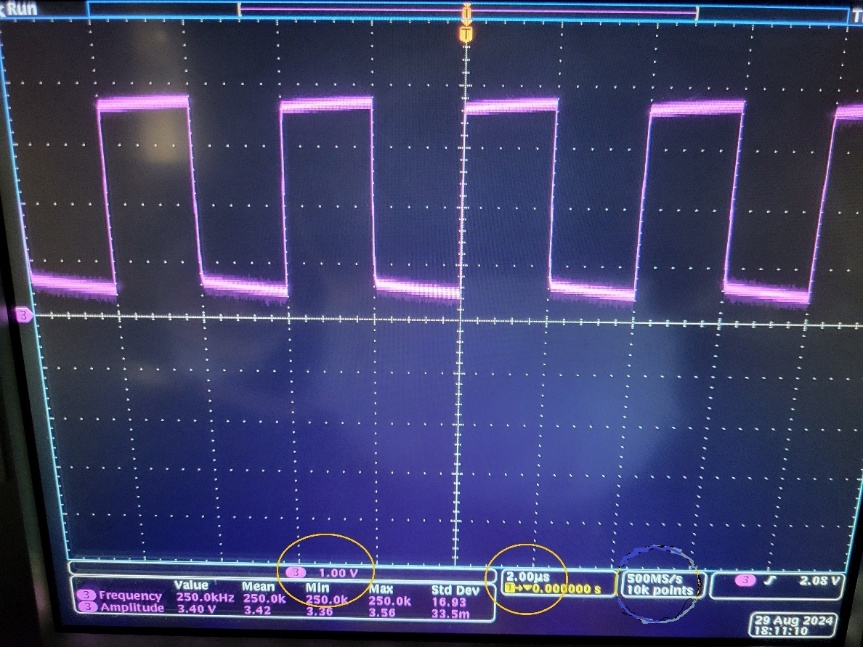 Run
T
3
3 1.00 V
Value Mean Min Max Std Dev
3 Frequency 250.0kHz 250.0k 250.0k 250.0k 16.93
3 Amplitude 3.40 V 3.42 3.36 3.56 33.5m
2.00µs
T→▼0.000000 s
500MS/s
10k points
3 2.08 V
29 Aug 2024
18:11:10